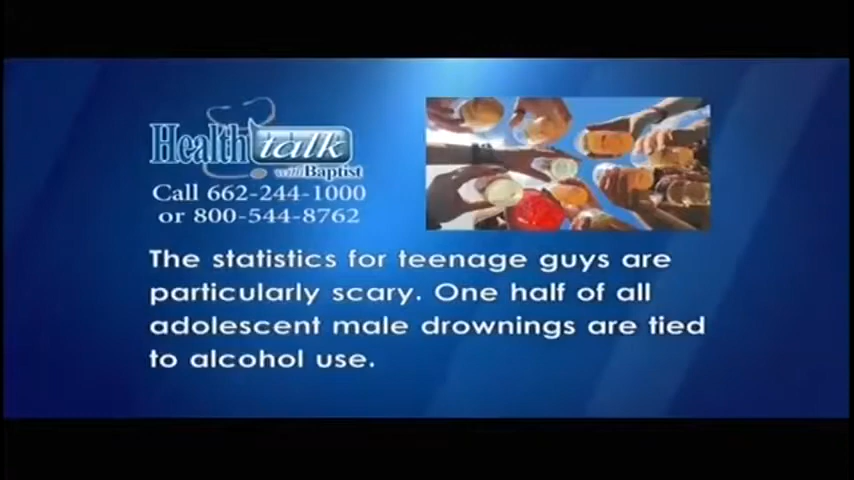 Health talk
with Baptist
Call 662-244-1000
or 800-544-8762
The statistics for teenage guys are
particularly scary. One half of all
adolescent male drownings are tied
to alcohol use.